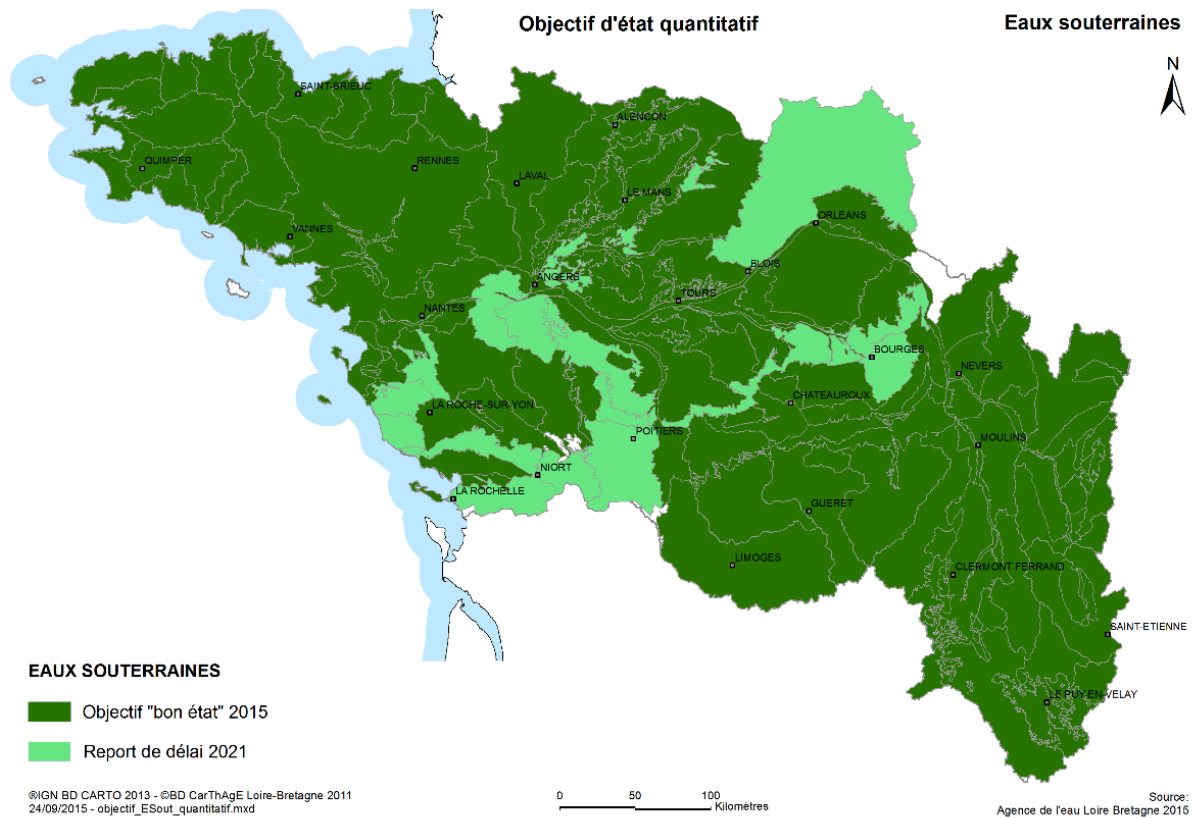 Objectif d'état quantitatif
Eaux souterraines
N
SAINT-BRIEUC
ALENCON
QUIMPER
RENNES
LAVAL
LE MANS
ORLEANS
VANNES
BLOIS
ANGERS
TOURS
NANTES
BOURGES
NEVERS
CHATEAUROUX
LA ROCHE-SUR-YON
POITIERS
MOULINS
NIORT
LA ROCHELLE
GUERET
LIMOGES
CLERMONT FERRAND
SAINT-ETIENNE
LE PUY-EN-VELAY
EAUX SOUTERRAINES
Objectif "bon état" 2015
Report de délai 2021
®IGN BD CARTO 2013 - ©BD CarThAgE Loire-Bretagne 2011
24/09/2015 - objectif_ESout_quantitatif.mxd
0 50 100
Kilomètres
Source:
Agence de l'eau Loire Bretagne 2015